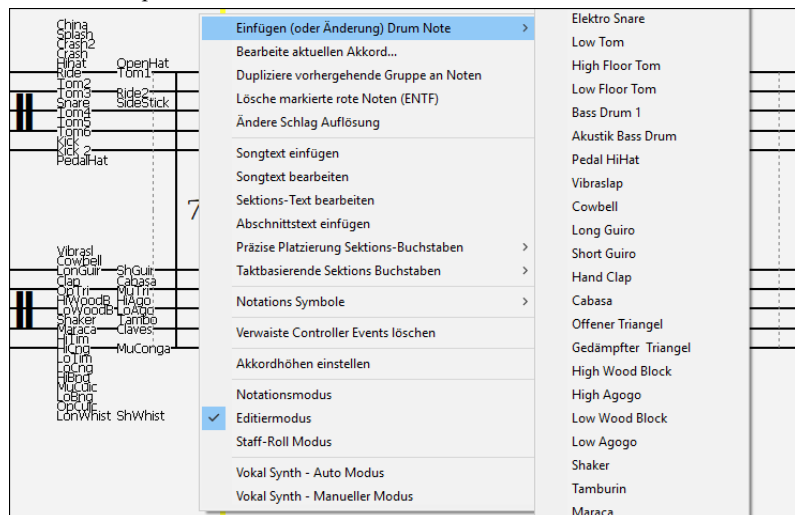 China
Splash
Crash2
Crash
Hihat OpenHat
Ride Tom1
Tom2
Tom3 Ride2
Snare SideStick
Tom4
Tom5
Tom6
Kick
Kick 2
PedalHat
Vibrasl
Cowbell
LonGuir ShGuir
Clap Cabasa
OpTri MuTri
HiWoodB HiAgo
LoWoodB LoAgo
Shaker Tambo
Maraca Claves
HiTim
HiCng MuConga
LoTim
LoCng
HiBng
MuCuic
LoBng
OpCuic
LonWhist ShWhist
Einfügen (oder Änderung) Drum Note
Bearbeite aktuellen Akkord...
Dupliziere vorhergehende Gruppe an Noten
Lösche markierte rote Noten (ENTF)
Ändere Schlag Auflösung
Songtext einfügen
Songtext bearbeiten
Sektions-Text bearbeiten
Abschnittstext einfügen
Präzise Platzierung Sektions-Buchstaben
Taktbasierende Sektions Buchstaben
Notations Symbole
Verwaiste Controller Events löschen
Akkordhöhen einstellen
Notationsmodus
Editiermodus
Staff-Roll Modus
Vokal Synth - Auto Modus
Vokal Synth - Manueller Modus
Elektro Snare
Low Tom
High Floor Tom
Low Floor Tom
Bass Drum 1
Akustik Bass Drum
Pedal HiHat
Vibraslap
Cowbell
Long Guiro
Short Guiro
Hand Clap
Cabasa
Offener Triangel
Gedämpfter Triangel
High Wood Block
High Agogo
Low Wood Block
Low Agogo
Shaker
Tamburin
Maraca